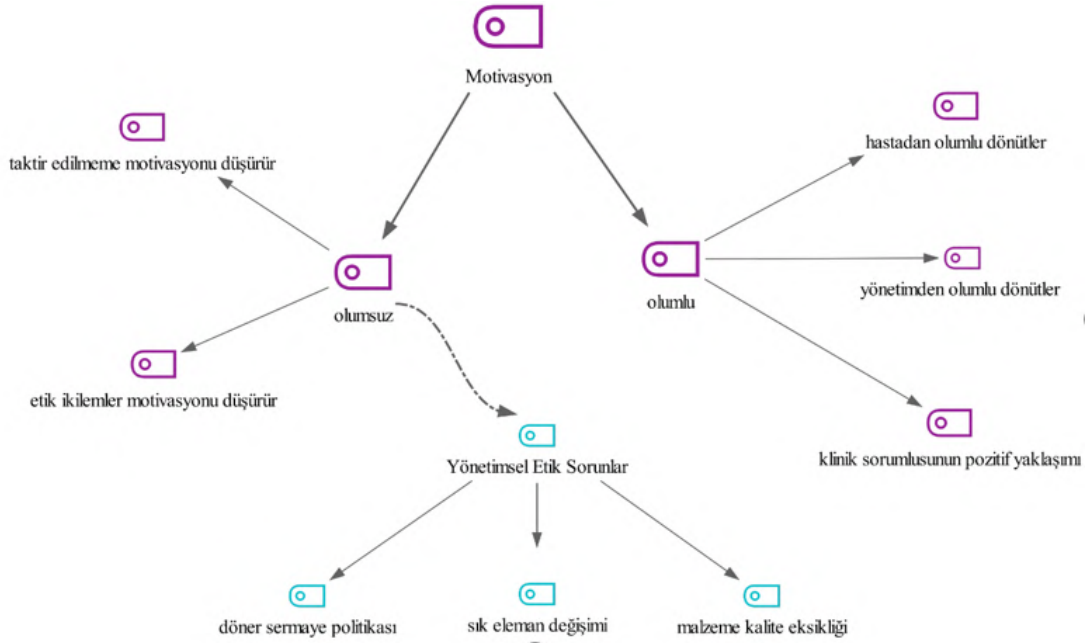 Motivasyon
hastadan olumlu dönütler
taktir edilmeme motivasyonu düşürür
yönetimden olumlu dönütler
olumlu
olumsuz
etik ikilemler motivasyonu düşürür
klinik sorumlusunun pozitif yaklaşımı
Yönetimsel Etik Sorunlar
döner sermaye politikası
sık eleman değişimi
malzeme kalite eksikliği